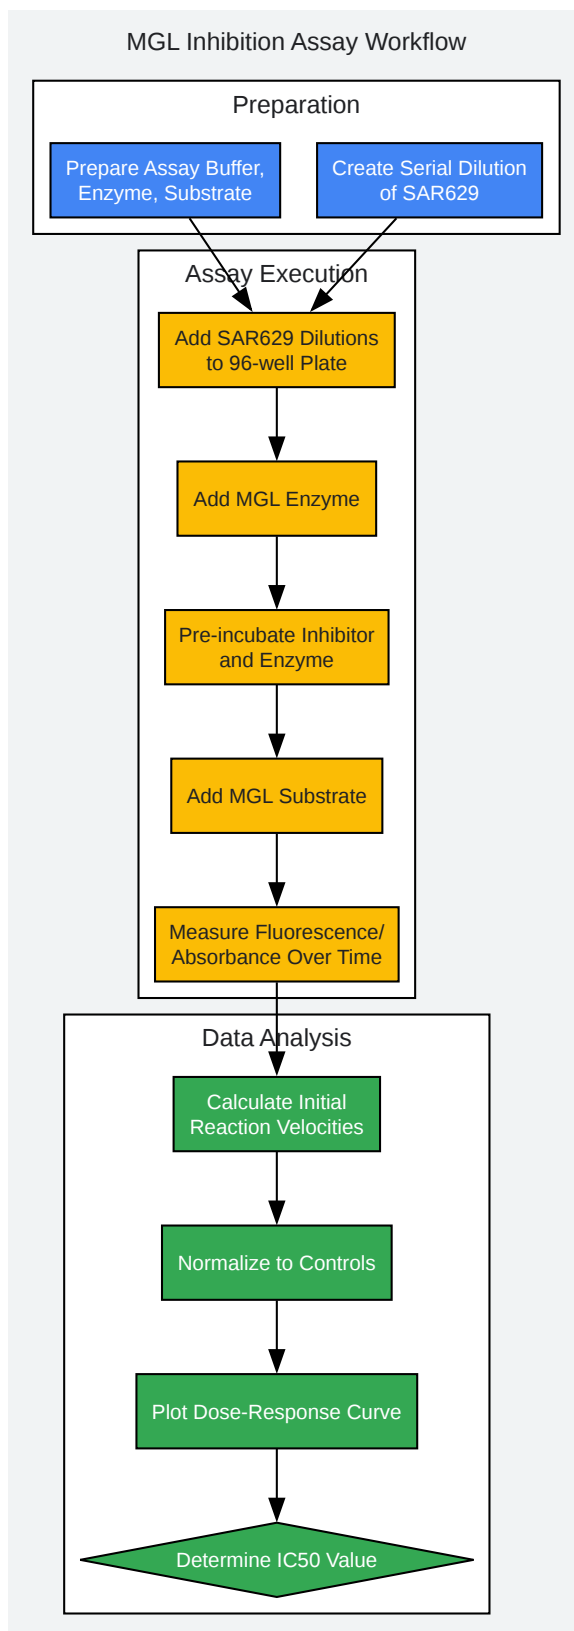 MGL Inhibition Assay Workflow
Preparation
Prepare Assay Buffer,
Enzyme, Substrate
Create Serial Dilution
of SAR629
Assay Execution
Add SAR629 Dilutions
to 96-well Plate
Add MGL Enzyme
Pre-incubate Inhibitor
and Enzyme
Add MGL Substrate
Measure Fluorescence/
Absorbance Over Time
Data Analysis
Calculate Initial
Reaction Velocities
Normalize to Controls
Plot Dose-Response Curve
Determine IC50 Value